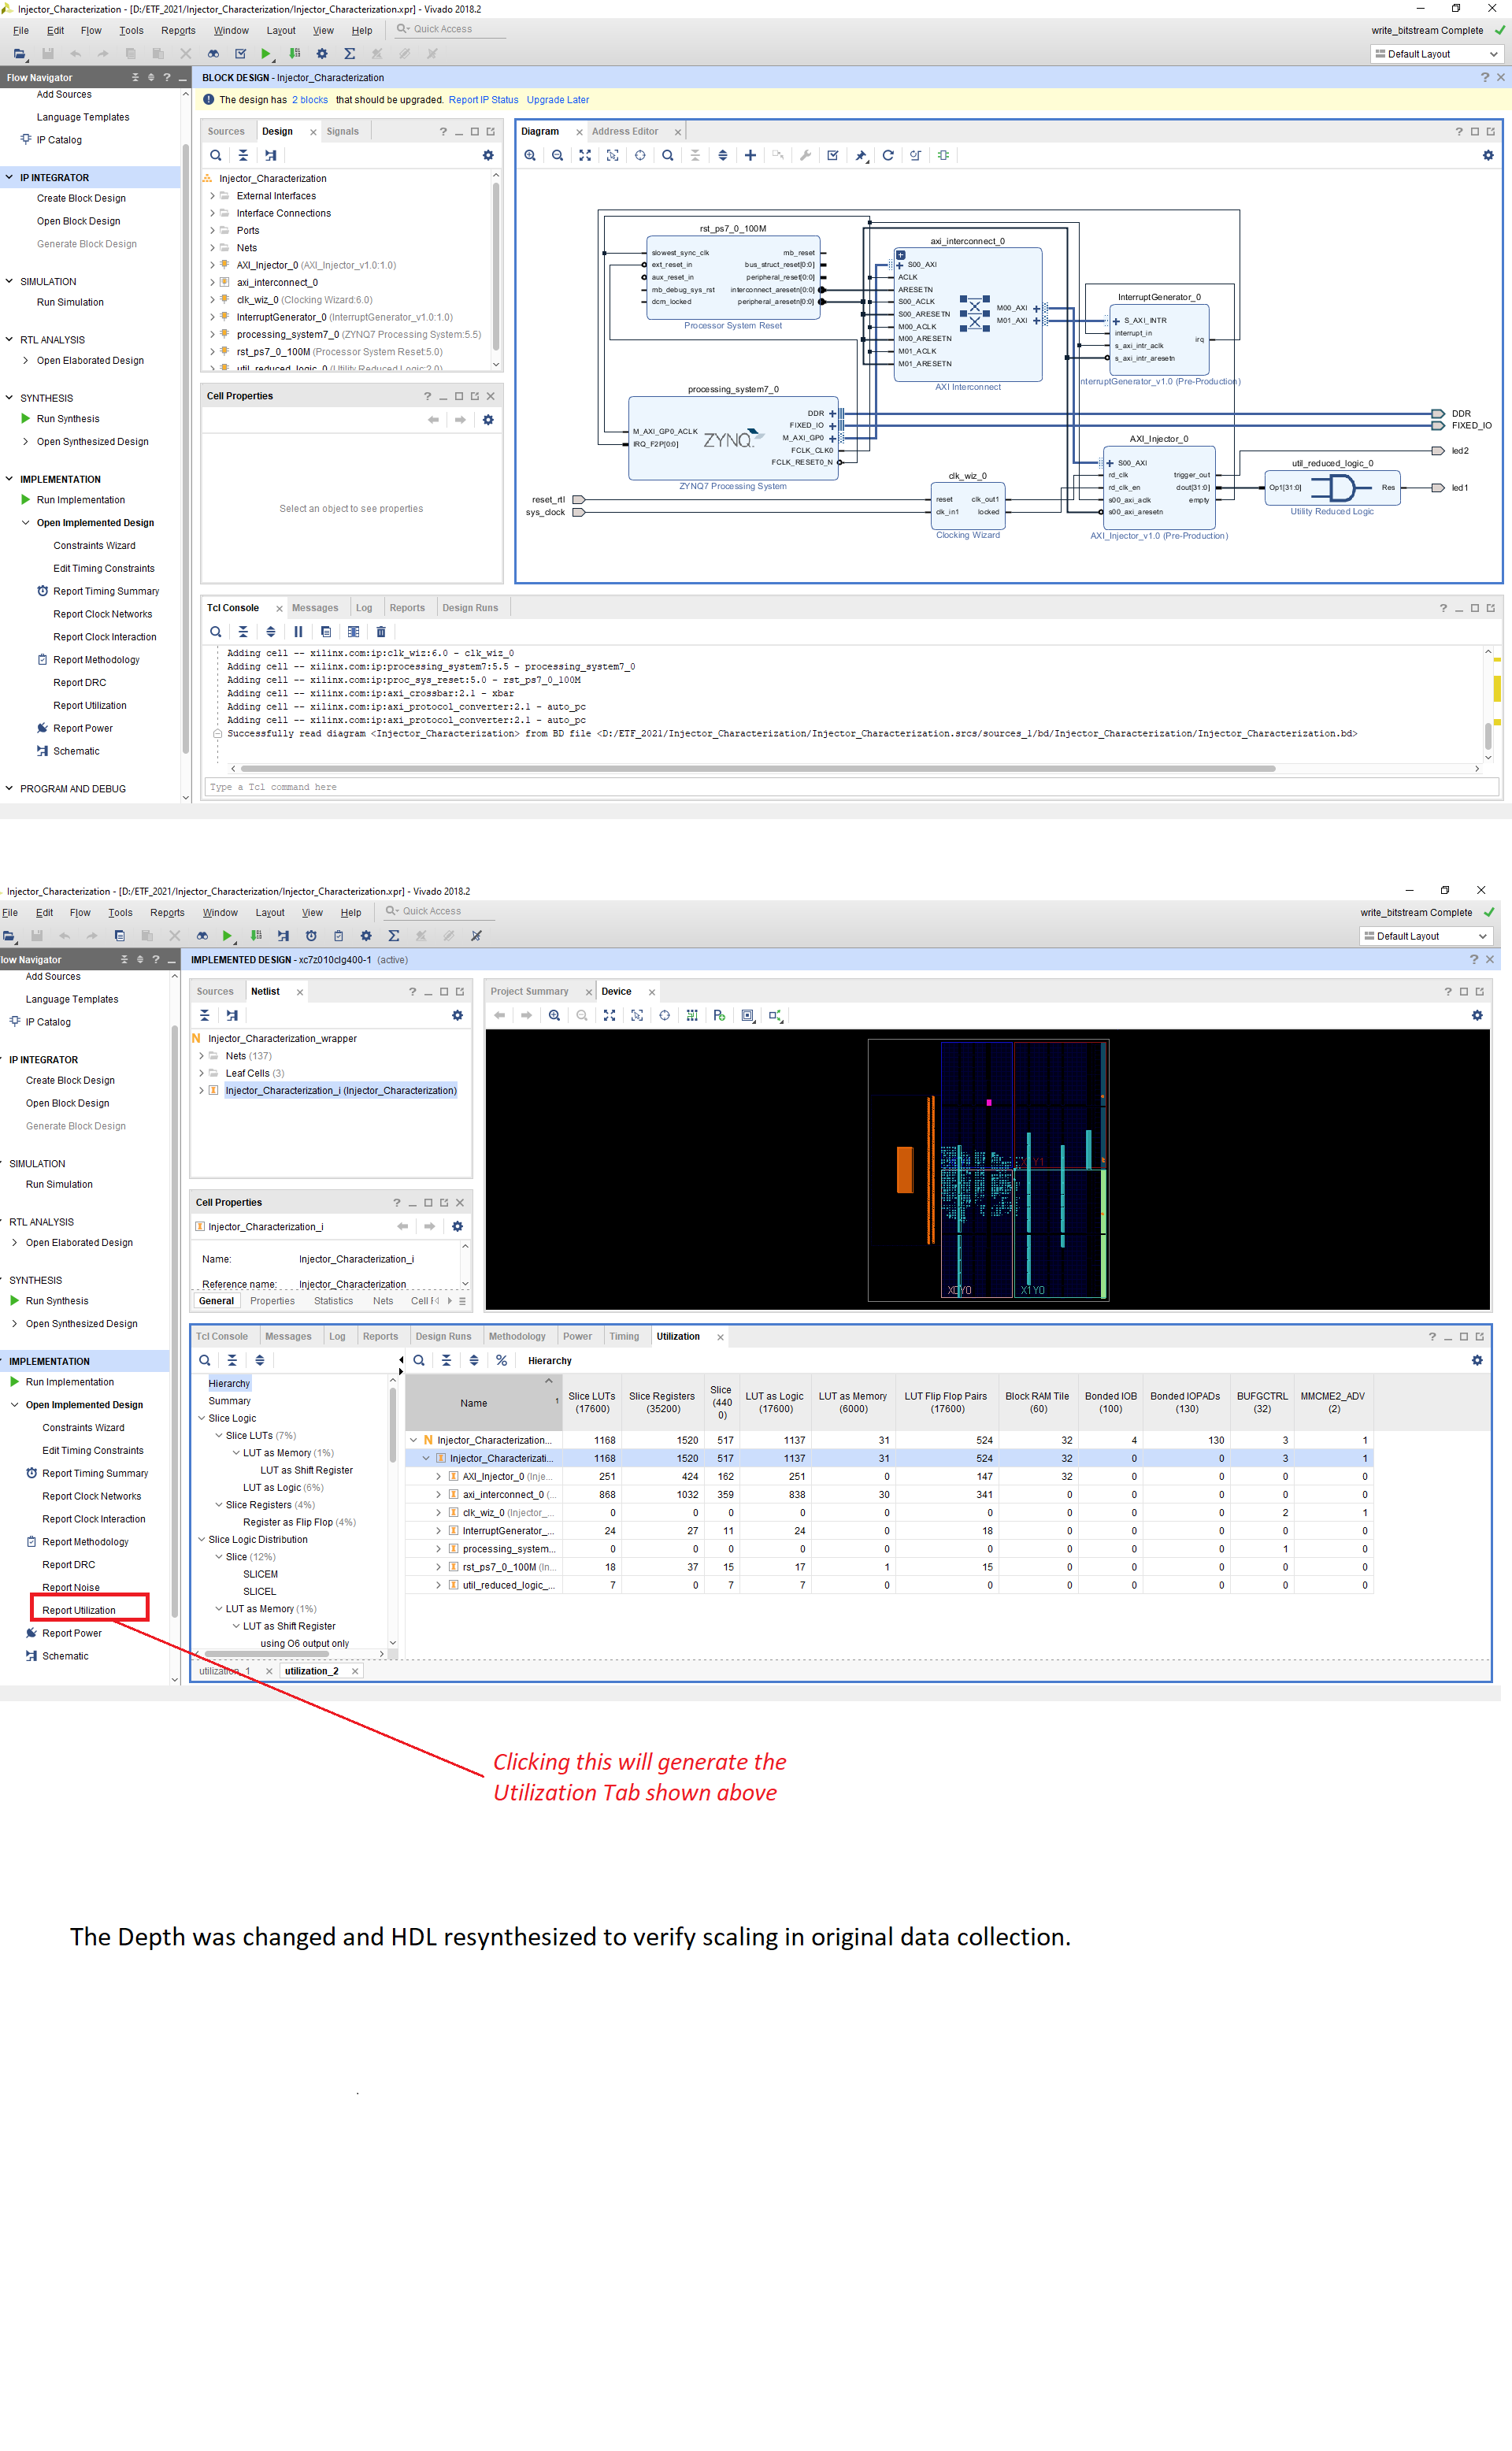 Injector_Characterization - [D:/ETF_2021/Injector_Characterization/Injector_Characterization.xpr] - Vivado 2018.2
File Edit Flow Tools Reports Window Layout View Help Quick Access
write_bitstream Complete
Default Layout
Flow Navigator
Add Sources
Language Templates
IP Catalog
IP INTEGRATOR
Create Block Design
Open Block Design
Generate Block Design
SIMULATION
Run Simulation
RTL ANALYSIS
Open Elaborated Design
SYNTHESIS
Run Synthesis
Open Synthesized Design
IMPLEMENTATION
Run Implementation
Open Implemented Design
Constraints Wizard
Edit Timing Constraints
Report Timing Summary
Report Clock Networks
Report Clock Interaction
Report Methodology
Report DRC
Report Utilization
Report Power
Schematic
PROGRAM AND DEBUG
BLOCK DESIGN - Injector_Characterization
The design has 2 blocks that should be upgraded. Report IP Status Upgrade Later
Sources Design Signals
Injector_Characterization
External Interfaces
Interface Connections
Ports
Nets
AXI_Injector_0 (AXI_Injector_v1.0:1.0)
axi_interconnect_0
clk_wiz_0 (Clocking Wizard:6.0)
InterruptGenerator_0 (InterruptGenerator_v1.0:1.0)
processing_system7_0 (ZYNQ7 Processing System:5.5)
rst_ps7_0_100M (Processor System Reset:5.0)
util_reduced_logic_0 (Utility Reduced Logic:2.0)
Cell Properties
Select an object to see properties
Diagram Address Editor
rst_ps7_0_100M
slowest_sync_clk
ext_reset_in
aux_reset_in
mb_debug_sys_rst
dcm_locked
mb_reset
bus_struct_reset[0:0]
peripheral_reset[0:0]
interconnect_aresetn[0:0]
peripheral_aresetn[0:0]
Processor System Reset
axi_interconnect_0
S00_AXI
ACLK
ARESETN
S00_ACLK
S00_ARESETN
M00_ACLK
M00_ARESETN
M01_ACLK
M01_ARESETN
M00_AXI
M01_AXI
AXI Interconnect
InterruptGenerator_0
S_AXI_INTR
interrupt_in
s_axi_intr_aclk
s_axi_intr_aresetn
irq
nterruptGenerator_v1.0 (Pre-Production)
processing_system7_0
M_AXI_GP0_ACLK
IRQ_F2P[0:0]
ZYNQ
DDR
FIXED_IO
M_AXI_GP0
FCLK_CLK0
FCLK_RESET0_N
ZYNQ7 Processing System
reset_rtl
sys_clock
clk_wiz_0
reset
clk_in1
clk_out1
locked
Clocking Wizard
AXI_Injector_0
S00_AXI
rd_clk
rd_clk_en
s00_axi_aclk
s00_axi_aresetn
trigger_out
dout[31:0]
empty
AXI_Injector_v1.0 (Pre-Production)
util_reduced_logic_0
Op1[31:0]
Res
Utility Reduced Logic
DDR
FIXED_IO
led2
led1
Tcl Console Messages Log Reports Design Runs
Adding cell -- xilinx.com:ip:clk_wiz:6.0 - clk_wiz_0
Adding cell -- xilinx.com:ip:processing_system7:5.5 - processing_system7_0
Adding cell -- xilinx.com:ip:proc_sys_reset:5.0 - rst_ps7_0_100M
Adding cell -- xilinx.com:ip:axi_crossbar:2.1 - xbar
Adding cell -- xilinx.com:ip:axi_protocol_converter:2.1 - auto_pc
Adding cell -- xilinx.com:ip:axi_protocol_converter:2.1 - auto_pc
Successfully read diagram <Injector_Characterization> from BD file <D:/ETF_2021/Injector_Characterization/Injector_Characterization.srcs/sources_1/bd/Injector_Characterization/Injector_Characterization.bd>
Type a Tcl command here
Injector_Characterization - [D:/ETF_2021/Injector_Characterization/Injector_Characterization.xpr] - Vivado 2018.2
File Edit Flow Tools Reports Window Layout View Help Quick Access
write_bitstream Complete
Default Layout
low Navigator
Add Sources
Language Templates
IP Catalog
IP INTEGRATOR
Create Block Design
Open Block Design
Generate Block Design
SIMULATION
Run Simulation
RTL ANALYSIS
Open Elaborated Design
SYNTHESIS
Run Synthesis
Open Synthesized Design
IMPLEMENTATION
Run Implementation
Open Implemented Design
Constraints Wizard
Edit Timing Constraints
Report Timing Summary
Report Clock Networks
Report Clock Interaction
Report Methodology
Report DRC
Report Noise
Report Utilization
Report Power
Schematic
IMPLEMENTED DESIGN - xc7z010clg400-1 (active)
Sources Netlist
Injector_Characterization_wrapper
Nets (137)
Leaf Cells (3)
Injector_Characterization_i (Injector_Characterization)
Cell Properties
Injector_Characterization_i
Name: Injector_Characterization_i
Reference name: Injector_Characterization
General Properties Statistics Nets Cell
Project Summary Device
X0Y0 X1Y0
Tcl Console Messages Log Reports Design Runs Methodology Power Timing Utilization
Hierarchy
Hierarchy
Summary
Slice Logic
Slice LUTs (7%)
LUT as Memory (1%)
LUT as Shift Register
LUT as Logic (6%)
Slice Registers (4%)
Register as Flip Flop (4%)
Slice Logic Distribution
Slice (12%)
SLICEM
SLICEL
LUT as Memory (1%)
LUT as Shift Register
using O6 output only
Name 1 Slice LUTs (17600) Slice Registers (35200) Slice (4400) LUT as Logic (17600) LUT as Memory (6000) LUT Flip Flop Pairs (17600) Block RAM Tile (60) Bonded IOB (100) Bonded IOPADs (130) BUFGCTRL (32) MMCME2_ADV (2)
Injector_Characterization... 1168 1520 517 1137 31 524 32 4 130 3 1
Injector_Characterizati... 1168 1520 517 1137 31 524 32 0 0 3 1
AXI_Injector_0 (Inje... 251 424 162 251 0 147 32 0 0 0 0
axi_interconnect_0 (... 868 1032 359 838 30 341 0 0 0 0 0
clk_wiz_0 (Injector_... 0 0 0 0 0 0 0 0 0 2 1
InterruptGenerator_... 24 27 11 24 0 18 0 0 0 0 0
processing_system... 0 0 0 0 0 0 0 0 0 1 0
rst_ps7_0_100M (In... 18 37 15 17 1 15 0 0 0 0 0
util_reduced_logic_... 7 0 7 7 0 0 0 0 0 0 0
utilization_1 utilization_2
Clicking this will generate the
Utilization Tab shown above
The Depth was changed and HDL resynthesized to verify scaling in original data collection.
.